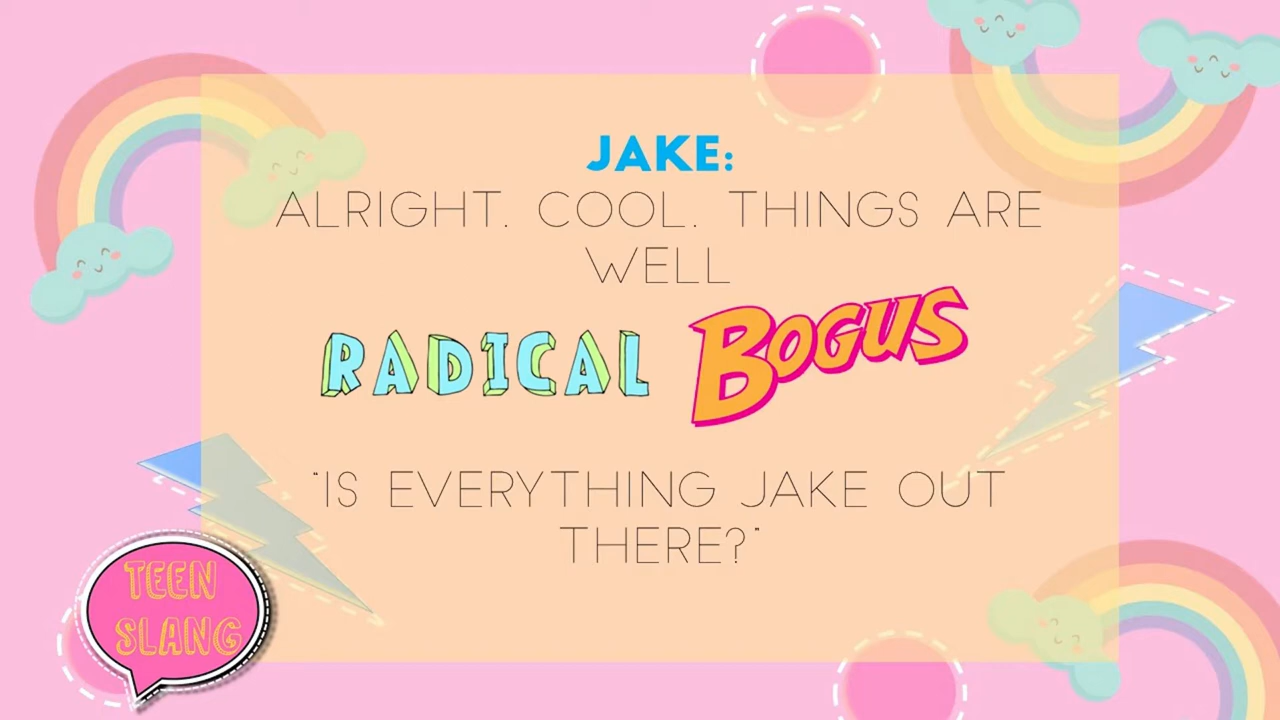 JAKE:
ALRIGHT. COOL. THINGS ARE
WELL
RADICAL BOGUS
"IS EVERYTHING JAKE OUT
THERE?"
TEEN
SLANG